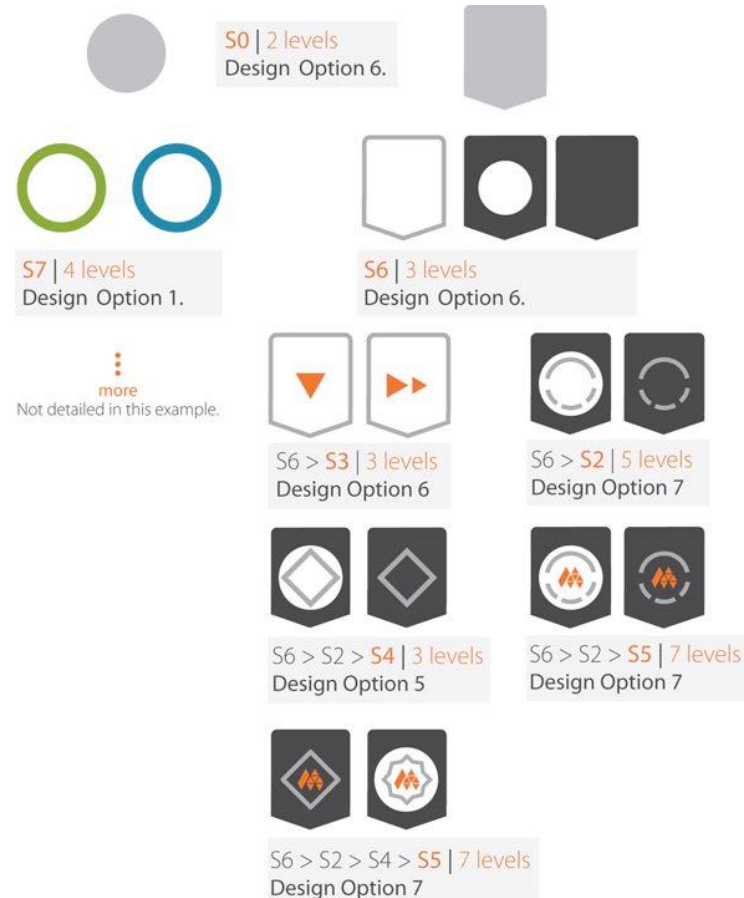 S0 | 2 levels
Design Option 6.
S7 | 4 levels
Design Option 1.
S6 | 3 levels
Design Option 6.
more
Not detailed in this example.
S6 > S3 | 3 levels
Design Option 6
S6 > S2 | 5 levels
Design Option 7
S6 > S2 > S4 | 3 levels
Design Option 5
S6 > S2 > S5 | 7 levels
Design Option 7
S6 > S2 > S4 > S5 | 7 levels
Design Option 7